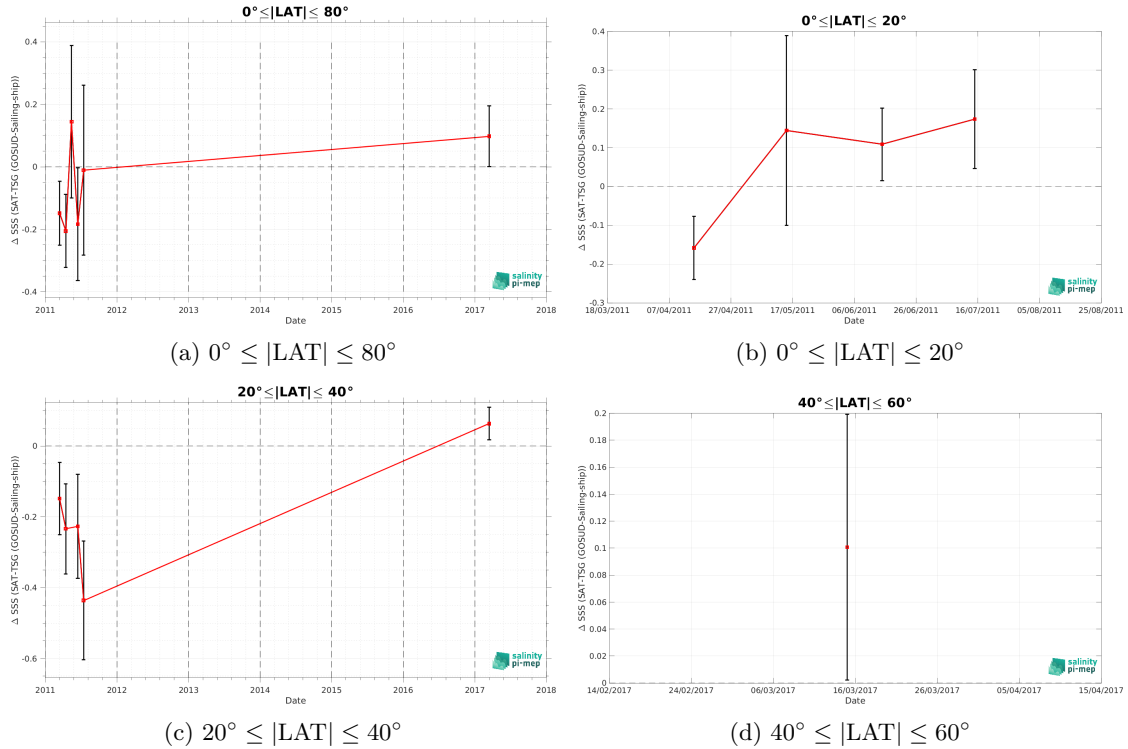 0°≤|LAT|≤ 80°
Δ SSS (SAT-TSG (GOSUD-Sailing-ship))
0.4
0.2
0
-0.2
-0.4
2011 2012 2013 2014 2015 2016 2017 2018
Date
salinity
pi-mep
(a) 0° ≤ |LAT| ≤ 80°
0°≤|LAT|≤ 20°
Δ SSS (SAT-TSG (GOSUD-Sailing-ship))
0.4
0.3
0.2
0.1
0
-0.1
-0.2
-0.3
18/03/2011 07/04/2011 27/04/2011 17/05/2011 06/06/2011 26/06/2011 16/07/2011 05/08/2011 25/08/2011
Date
salinity
pi-mep
(b) 0° ≤ |LAT| ≤ 20°
20°≤|LAT|≤ 40°
Δ SSS (SAT-TSG (GOSUD-Sailing-ship))
0
-0.2
-0.4
-0.6
2011 2012 2013 2014 2015 2016 2017 2018
Date
salinity
pi-mep
(c) 20° ≤ |LAT| ≤ 40°
40°≤|LAT|≤ 60°
Δ SSS (SAT-TSG (GOSUD-Sailing-ship))
0.2
0.18
0.16
0.14
0.12
0.1
0.08
0.06
0.04
0.02
0
14/02/2017 24/02/2017 06/03/2017 16/03/2017 26/03/2017 05/04/2017 15/04/2017
Date
salinity
pi-mep
(d) 40° ≤ |LAT| ≤ 60°